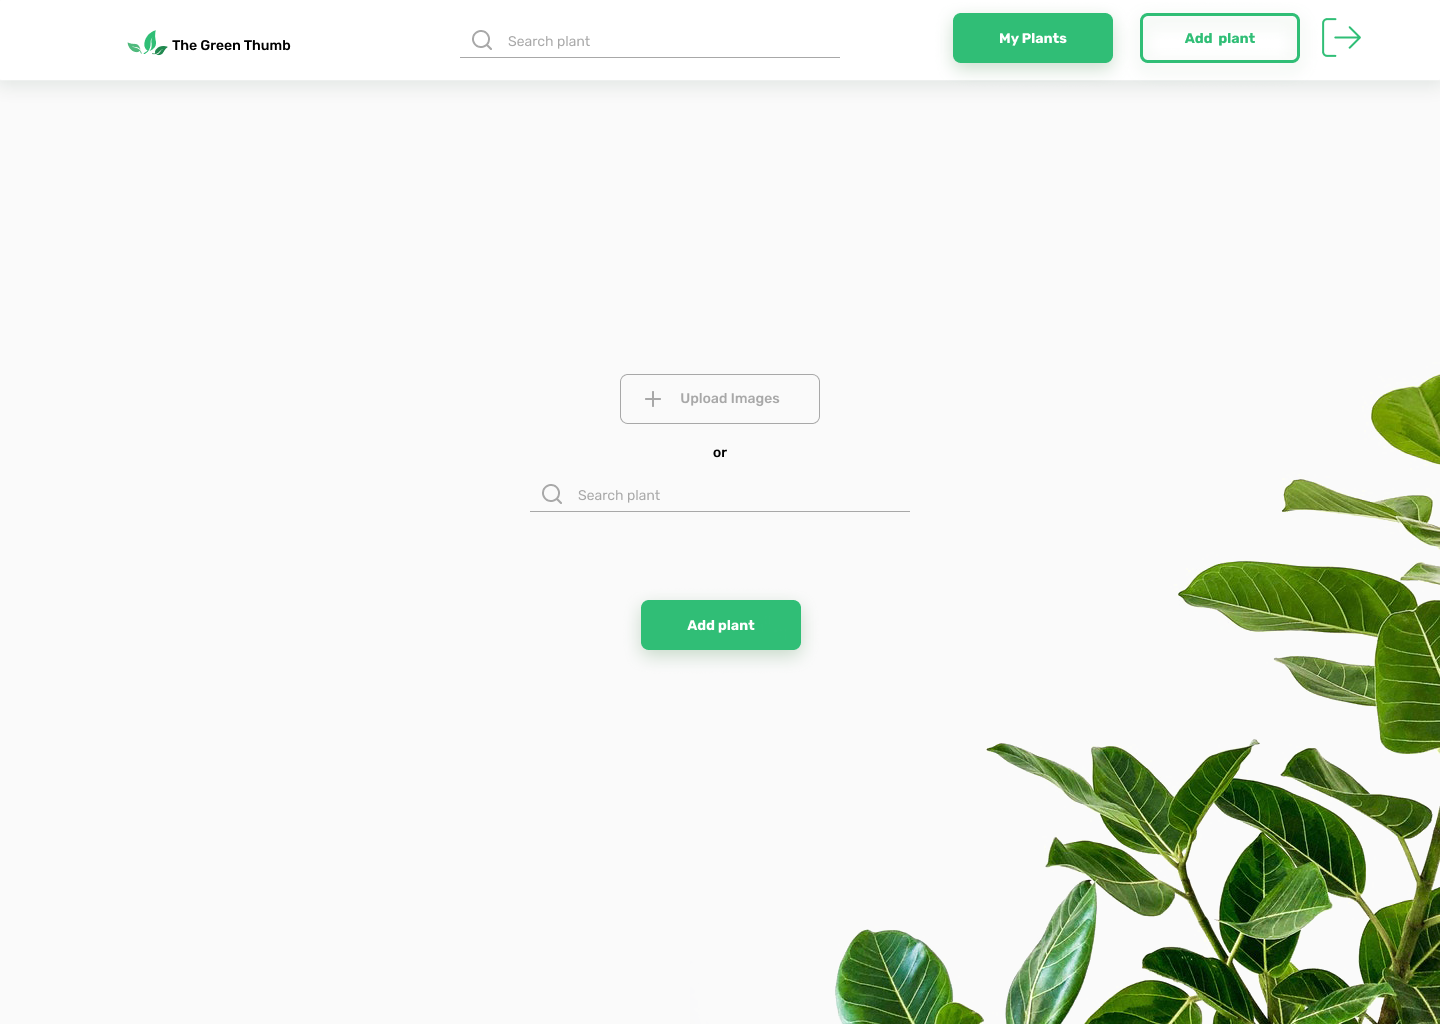 The Green Thumb
Search plant
My Plants
Add plant
Upload Images
or
Search plant
Add plant